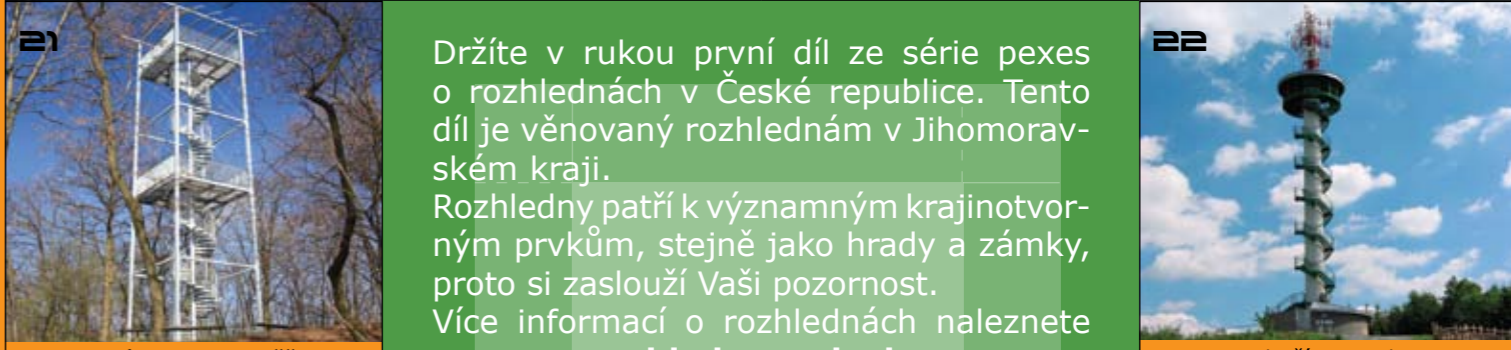 21
Držíte v rukou první díl ze série pexes
o rozhlednách v České republice. Tento
díl je věnovaný rozhlednám v Jihomorav-
ském kraji.
Rozhledny patří k významným krajinotvor-
ným prvkům, stejně jako hrady a zámky,
proto si zaslouží Vaši pozornost.
Více informací o rozhlednách naleznete
22